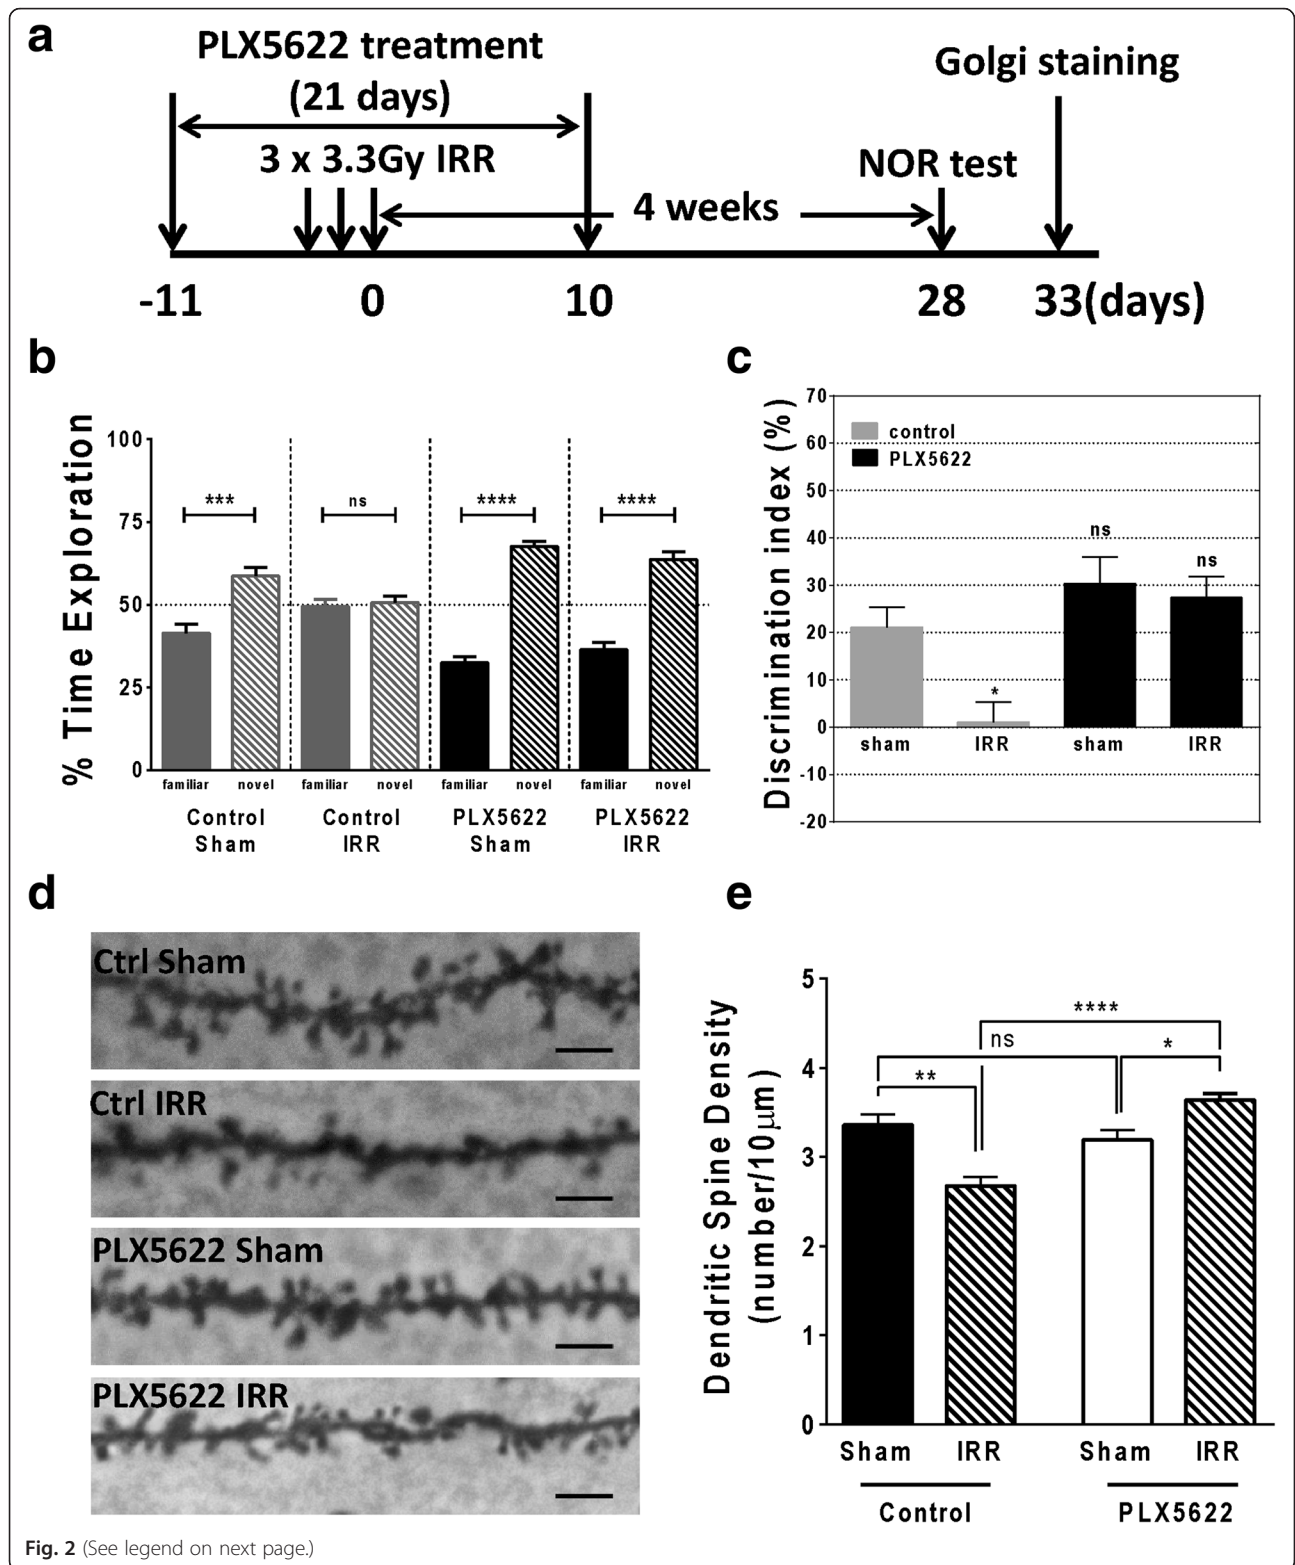 a
PLX5622 treatment
(21 days)
3 x 3.3Gy IRR
Golgi staining
NOR test
4 weeks
-11 0 10 28 33(days)
b
% Time Exploration
100
75
50
25
0
*** ns **** ****
familiar novel familiar novel familiar novel familiar novel
Control Control PLX5622 PLX5622
Sham IRR Sham IRR
c
Discrimination index (%)
70
60
50
40
30
20
10
0
-10
-20
control
PLX5622
* ns ns
sham IRR sham IRR
d
Ctrl Sham
Ctrl IRR
PLX5622 Sham
PLX5622 IRR
e
Dendritic Spine Density
(number/10μm)
5
4
3
2
1
0
****
ns *
**
Sham IRR Sham IRR
Control PLX5622
Fig. 2 (See legend on next page.)